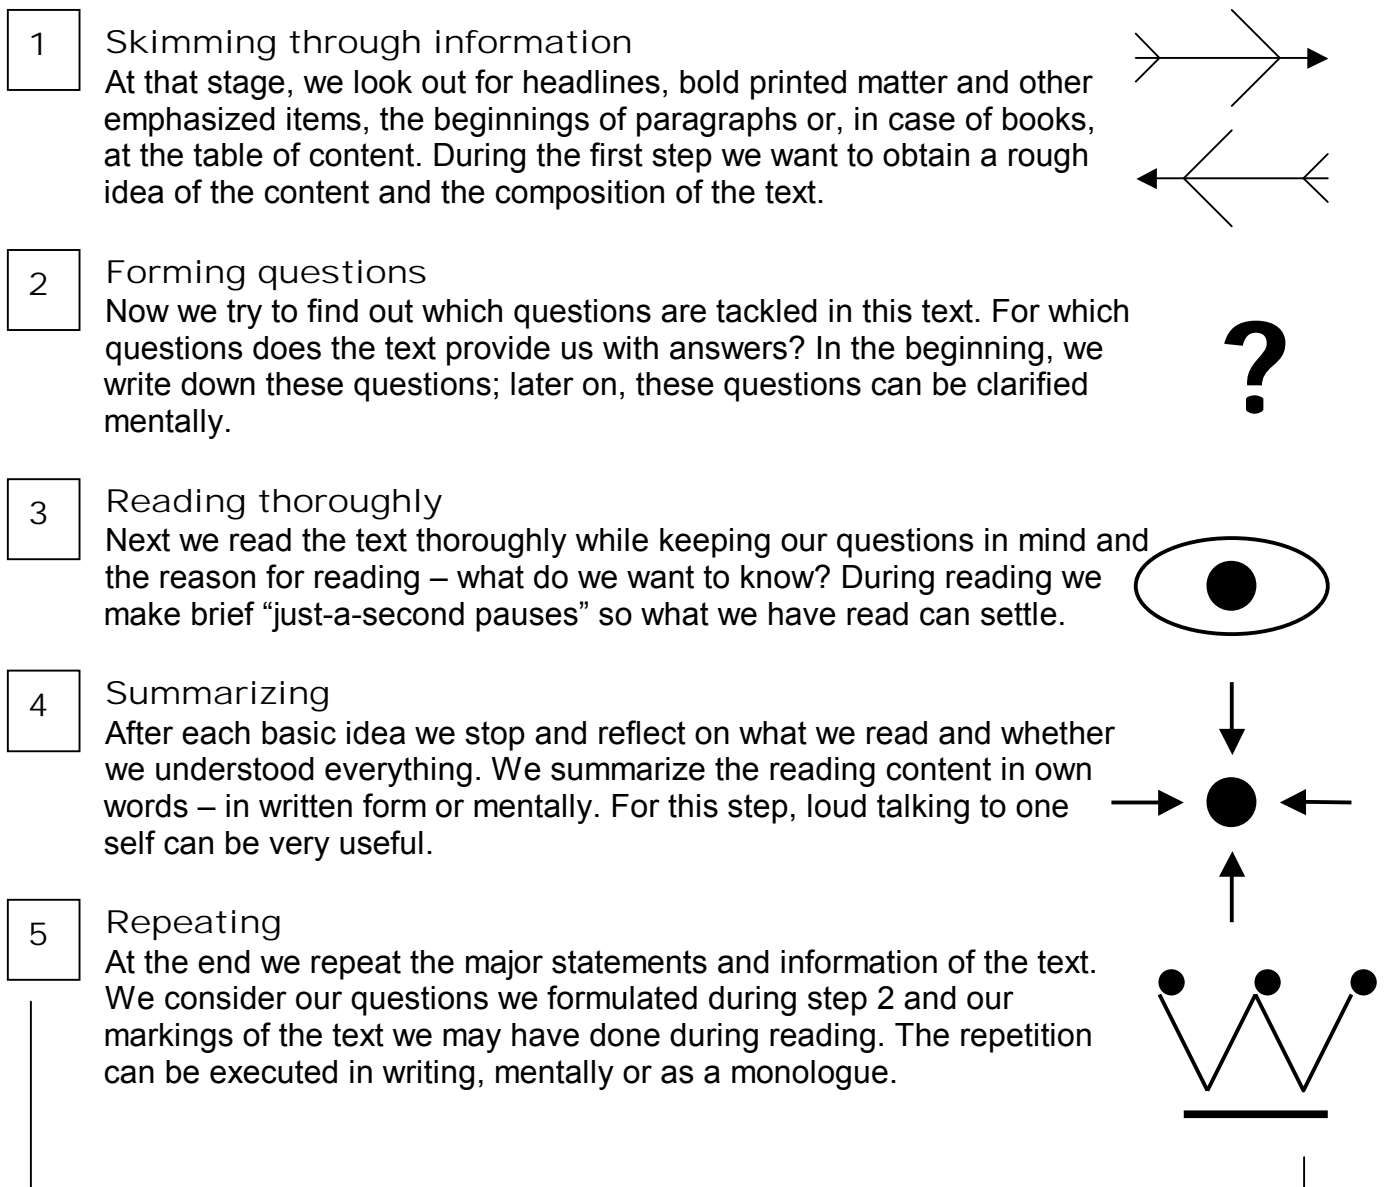 1
Skimming through information
At that stage, we look out for headlines, bold printed matter and other
emphasized items, the beginnings of paragraphs or, in case of books,
at the table of content. During the first step we want to obtain a rough
idea of the content and the composition of the text.
2
Forming questions
Now we try to find out which questions are tackled in this text. For which
questions does the text provide us with answers? In the beginning, we
write down these questions; later on, these questions can be clarified
mentally.
?
3
Reading thoroughly
Next we read the text thoroughly while keeping our questions in mind and
the reason for reading – what do we want to know? During reading we
make brief “just-a-second pauses” so what we have read can settle.
4
Summarizing
After each basic idea we stop and reflect on what we read and whether
we understood everything. We summarize the reading content in own
words – in written form or mentally. For this step, loud talking to one
self can be very useful.
5
Repeating
At the end we repeat the major statements and information of the text.
We consider our questions we formulated during step 2 and our
markings of the text we may have done during reading. The repetition
can be executed in writing, mentally or as a monologue.